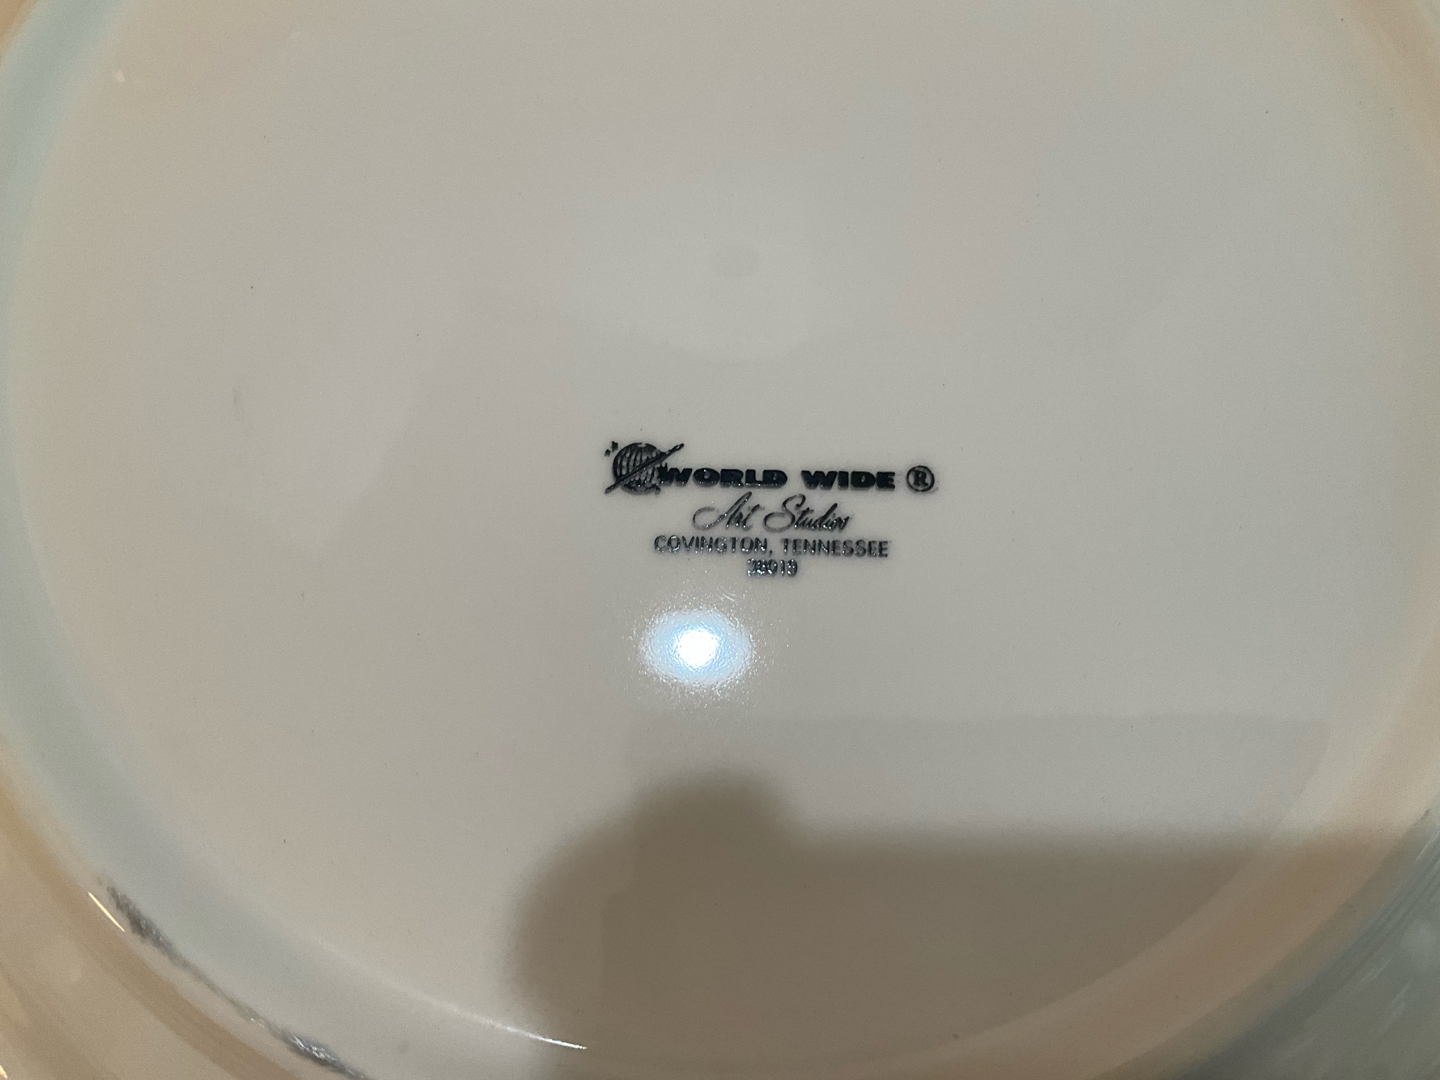 WORLD WIDE ®
Art Studios
COVINGTON, TENNESSEE
38019